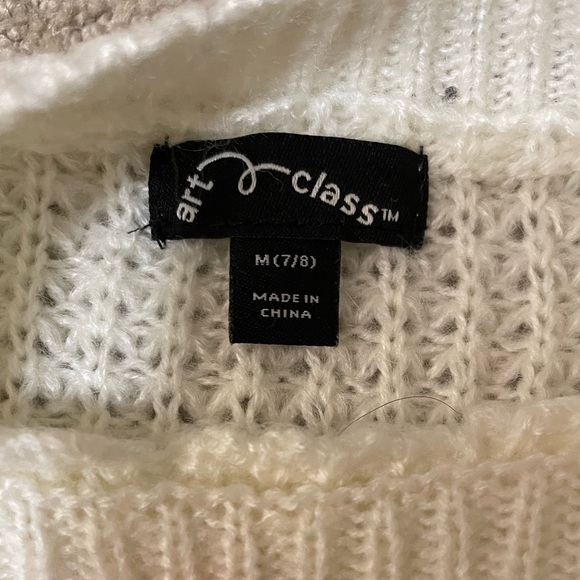 art class™
M (7/8)
MADE IN
CHINA